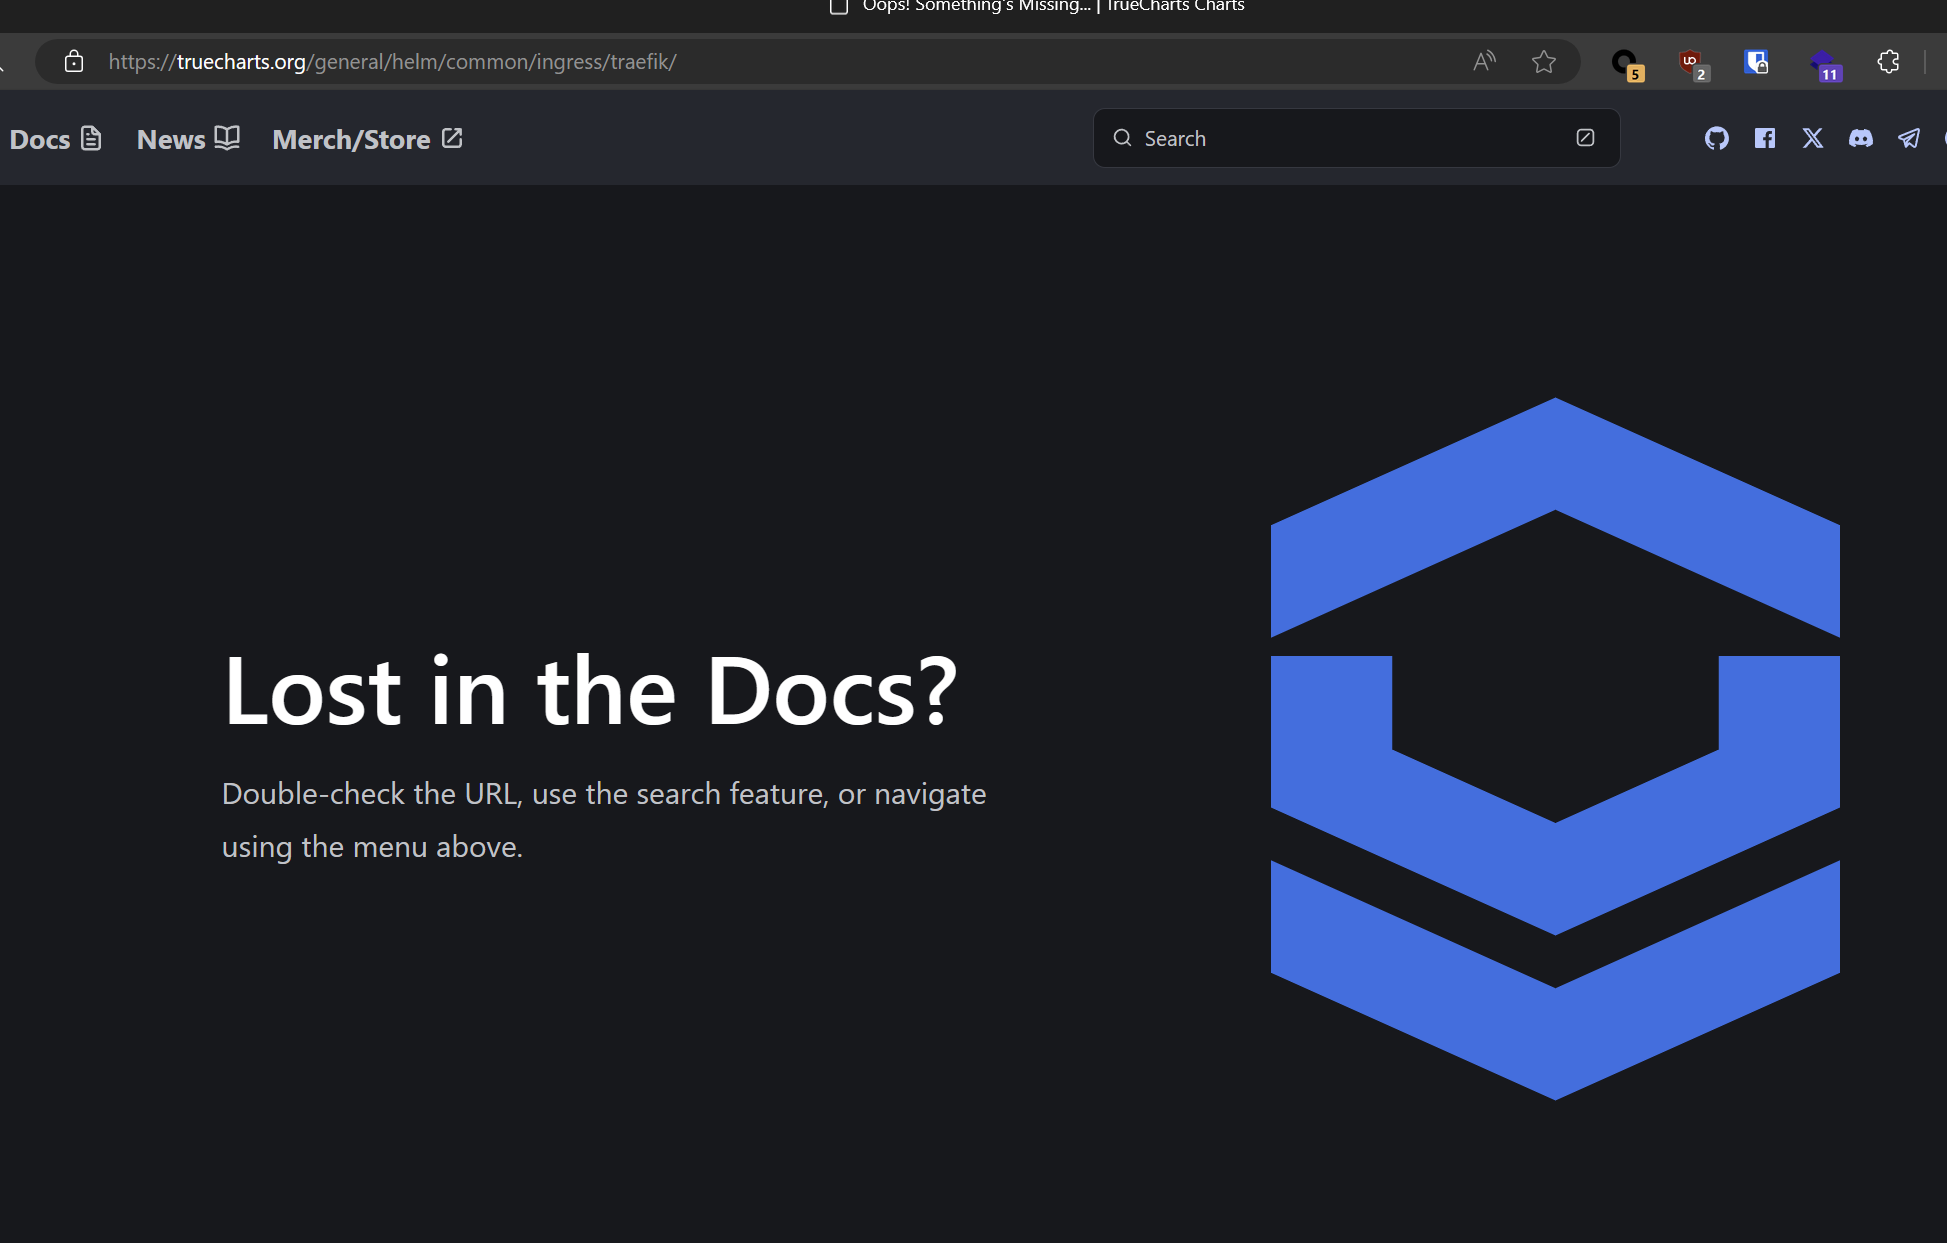 Oops! Something's Missing... | TrueCharts Charts
https://truecharts.org/general/helm/common/ingress/traefik/
5
2
11
Docs
News
Merch/Store
Search
Lost in the Docs?
Double-check the URL, use the search feature, or navigate
using the menu above.